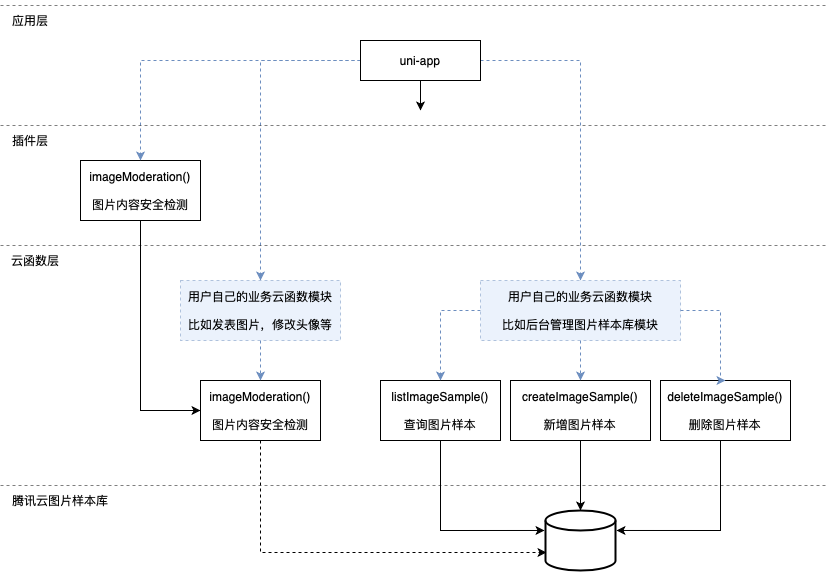 应用层
uni-app
插件层
imageModeration()
图片内容安全检测
云函数层
用户自己的业务云函数模块
比如发表图片，修改头像等
用户自己的业务云函数模块
比如后台管理图片样本库模块
imageModeration()
图片内容安全检测
listImageSample()
查询图片样本
createImageSample()
新增图片样本
deleteImageSample()
删除图片样本
腾讯云图片样本库